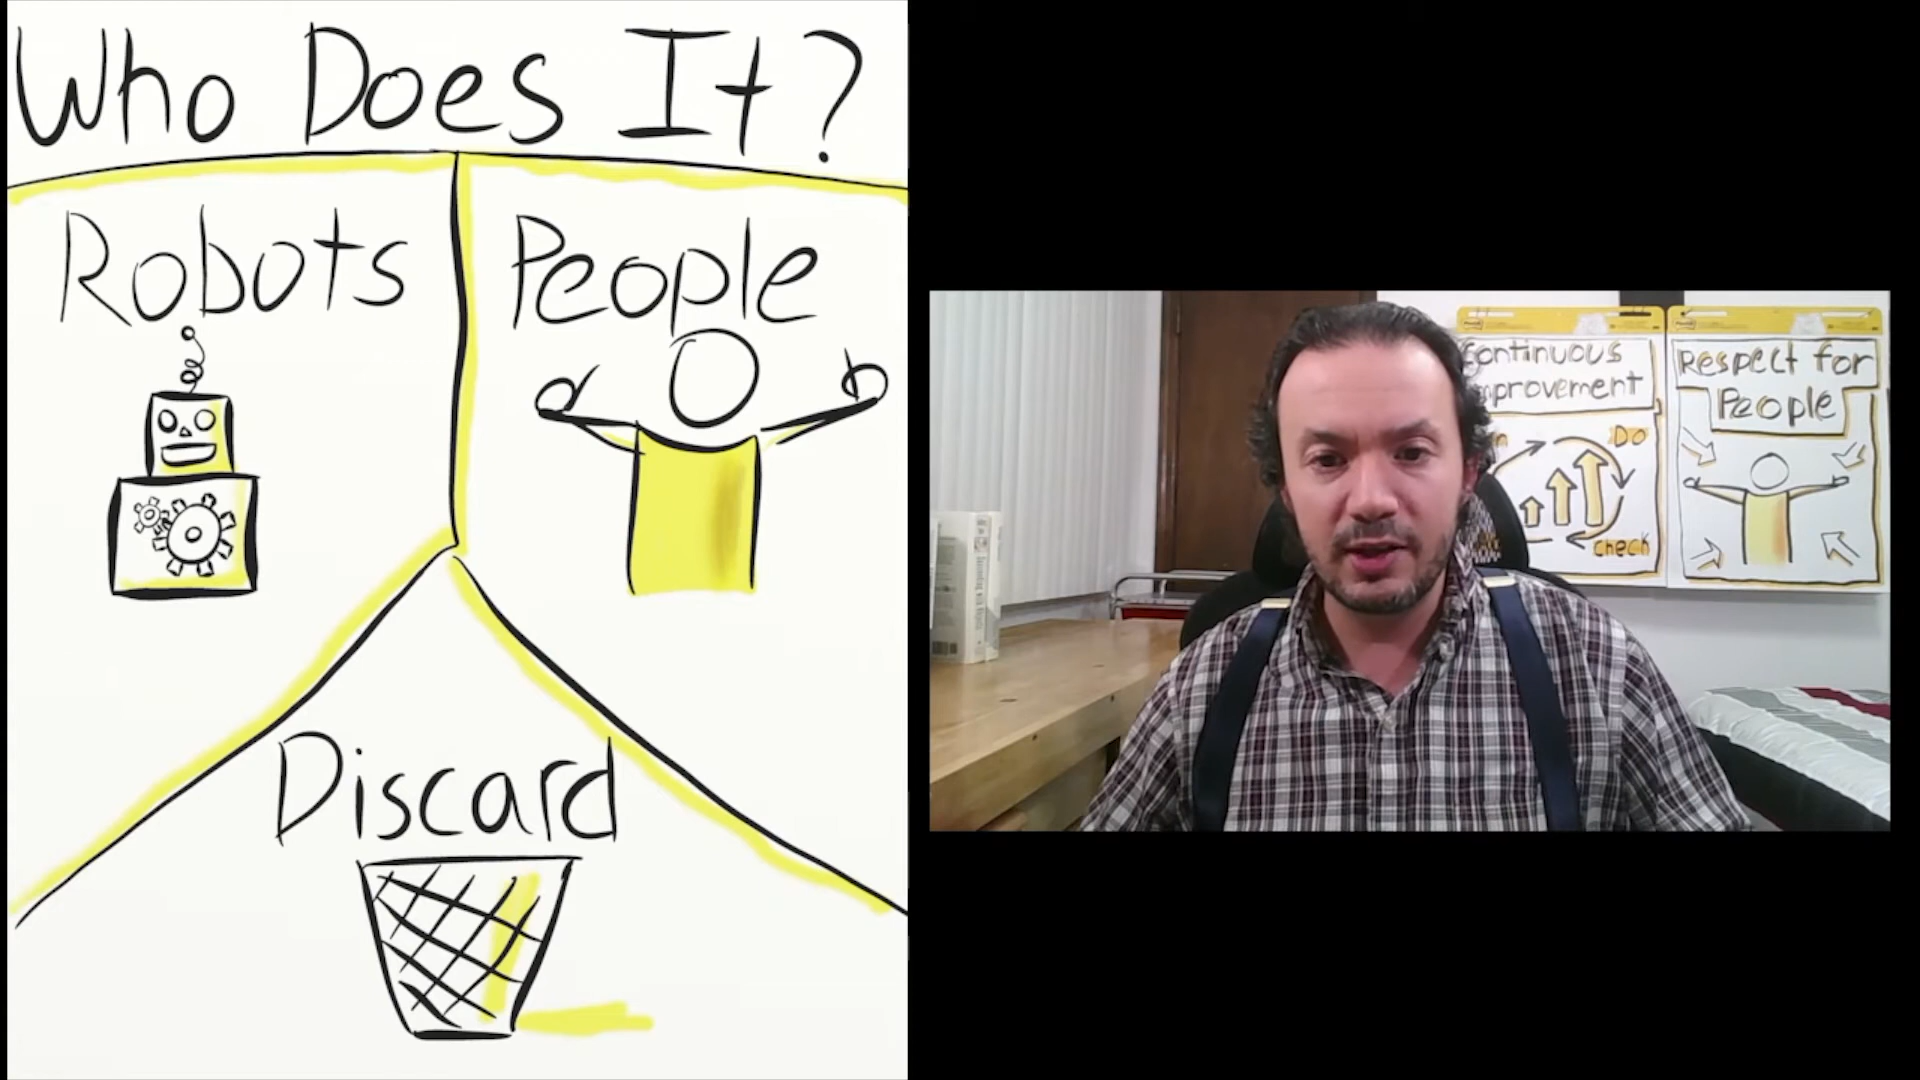 Who Does It?
Robots
People
Discard
Continuous
Improvement
Do
check
Respect for
People